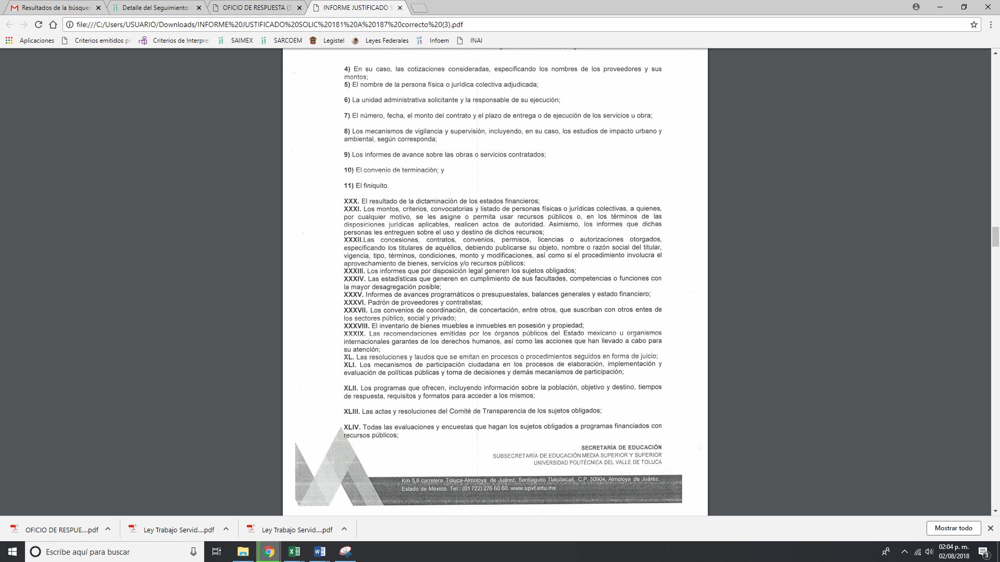 Resultados de la búsqued
Detalle del Seguimiento d
OFICIO DE RESPUESTA (3
INFORME JUSTIFICADO S
file:///C:/Users/USUARIO/Downloads/INFORME%20JUSTIFICADO%20SOLIC%20181%20A%20187%20correcto%20(3).pdf
Aplicaciones
Criterios emitidos po
Criterios de Interpret
SAIMEX
SARCOEM
Legistel
Leyes Federales
Infoem
INAI
4) En su caso, las cotizaciones consideradas, especificando los nombres de los proveedores y sus
montos;
5) El nombre de la persona física o jurídica colectiva adjudicada;
6) La unidad administrativa solicitante y la responsable de su ejecución;
7) El número, fecha, el monto del contrato y el plazo de entrega o de ejecución de los servicios u obra;
8) Los mecanismos de vigilancia y supervisión, incluyendo, en su caso, los estudios de impacto urbano y
ambiental, según corresponda;
9) Los informes de avance sobre las obras o servicios contratados;
10) El convenio de terminación; y
11) El finiquito.
XXX. El resultado de la dictaminación de los estados financieros;
XXXI. Los montos, criterios, convocatorias y listado de personas físicas o jurídicas colectivas, a quienes,
por cualquier motivo, se les asigne o permita usar recursos públicos o, en los términos de las
disposiciones jurídicas aplicables, realicen actos de autoridad. Asimismo, los informes que dichas
personas les entreguen sobre el uso y destino de dichos recursos;
XXXII.Las concesiones, contratos, convenios, permisos, licencias o autorizaciones otorgados,
especificando los titulares de aquéllos, debiendo publicarse su objeto, nombre o razón social del titular,
vigencia, tipo, términos, condiciones, monto y modificaciones, así como si el procedimiento involucra el
aprovechamiento de bienes, servicios y/o recursos públicos;
XXXIII. Los informes que por disposición legal generen los sujetos obligados;
XXXIV. Las estadísticas que generen en cumplimiento de sus facultades, competencias o funciones con
la mayor desagregación posible;
XXXV. Informes de avances programáticos o presupuestales, balances generales y estado financiero;
XXXVI. Padrón de proveedores y contratistas;
XXXVII. Los convenios de coordinación, de concertación, entre otros, que suscriban con otros entes de
los sectores público, social y privado;
XXXVIII. El inventario de bienes muebles e inmuebles en posesión y propiedad;
XXXIX. Las recomendaciones emitidas por los órganos públicos del Estado mexicano u organismos
internacionales garantes de los derechos humanos, así como las acciones que han llevado a cabo para
su atención;
XL. Las resoluciones y laudos que se emitan en procesos o procedimientos seguidos en forma de juicio;
XLI. Los mecanismos de participación ciudadana en los procesos de elaboración, implementación y
evaluación de políticas públicas y toma de decisiones y demás mecanismos de participación;
XLII. Los programas que ofrecen, incluyendo información sobre la población, objetivo y destino, tiempos
de respuesta, requisitos y formatos para acceder a los mismos;
XLIII. Las actas y resoluciones del Comité de Transparencia de los sujetos obligados;
XLIV. Todas las evaluaciones y encuestas que hagan los sujetos obligados a programas financiados con
recursos públicos;
SECRETARÍA DE EDUCACIÓN
SUBSECRETARÍA DE EDUCACIÓN MEDIA SUPERIOR Y SUPERIOR
UNIVERSIDAD POLITÉCNICA DEL VALLE DE TOLUCA
Km 5.6 carretera. Toluca-Almoloya de Juárez, Santiaguito Tlalcilalcali, C.P. 50904, Almoloya de Juárez,
Estado de México. Tel.: (01 722) 276 60 60. www.upvt.edu.mx
OFICIO DE RESPUE....pdf
Ley Trabajo Servid....pdf
Ley Trabajo Servid....pdf
Mostrar todo
Escribe aquí para buscar
02:04 p. m.
02/08/2018
3